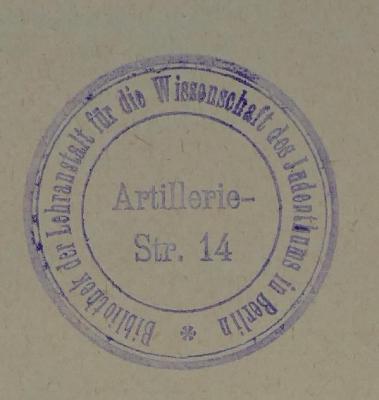 Bibliothek der Lehranstalt für die Wissenschaft des Judenthums in Berlin *
Artillerie-
Str. 14